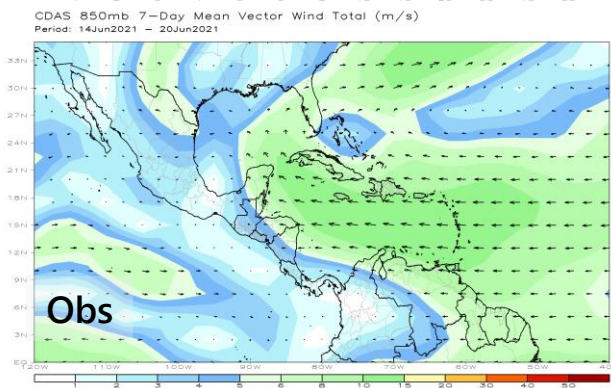 CDAS 850mb 7-Day Mean Vector Wind Total (m/s)
Period: 14Jun2021 – 20Jun2021
33N
30N
27N
24N
21N
18N
15N
12N
9N
6N
3N
EQ
Obs
120W 110W 100W 90W 80W 70W 60W 50W 40W
1 2 3 4 5 6 8 10 15 20 30 40 50